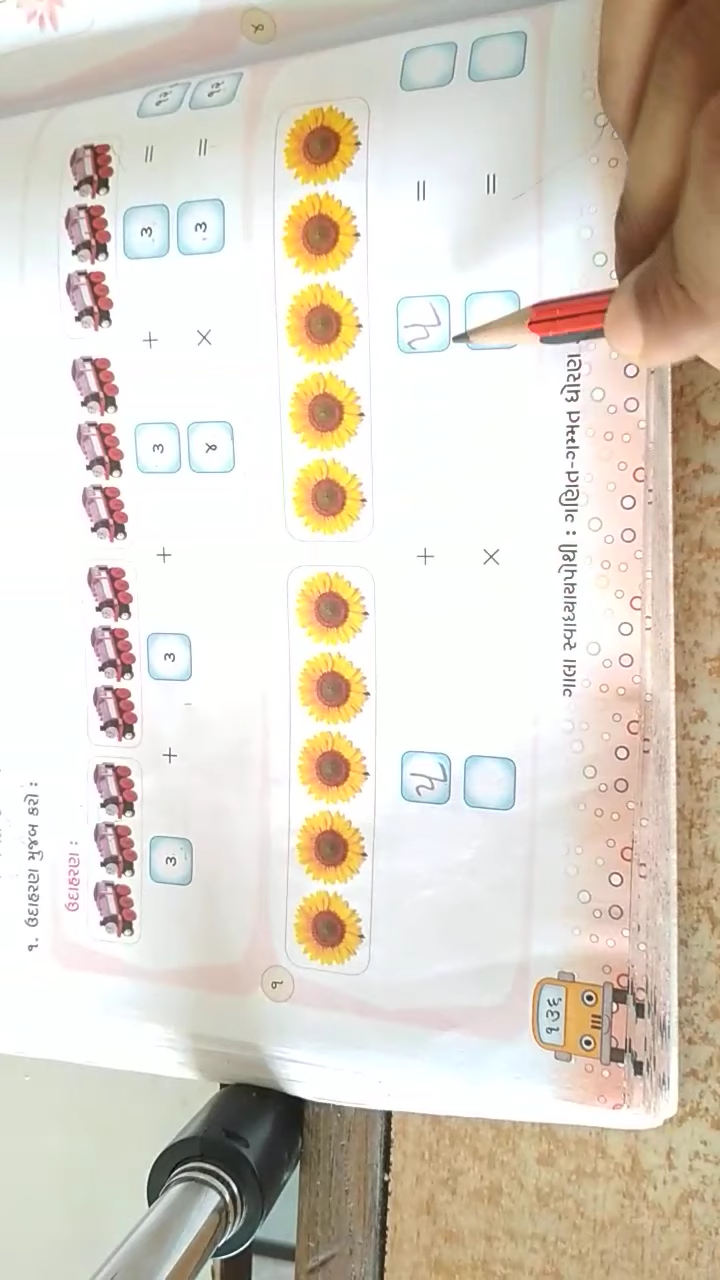 ૧. ઉદાહરણ મુજબ કરો :
ઉદાહરણ :
૩ + ૩ + ૩ + ૩ = ૧૨
૪ × ૩ = ૧૨
૧
૪
૫ + ૫ =
× =
૧૩૬